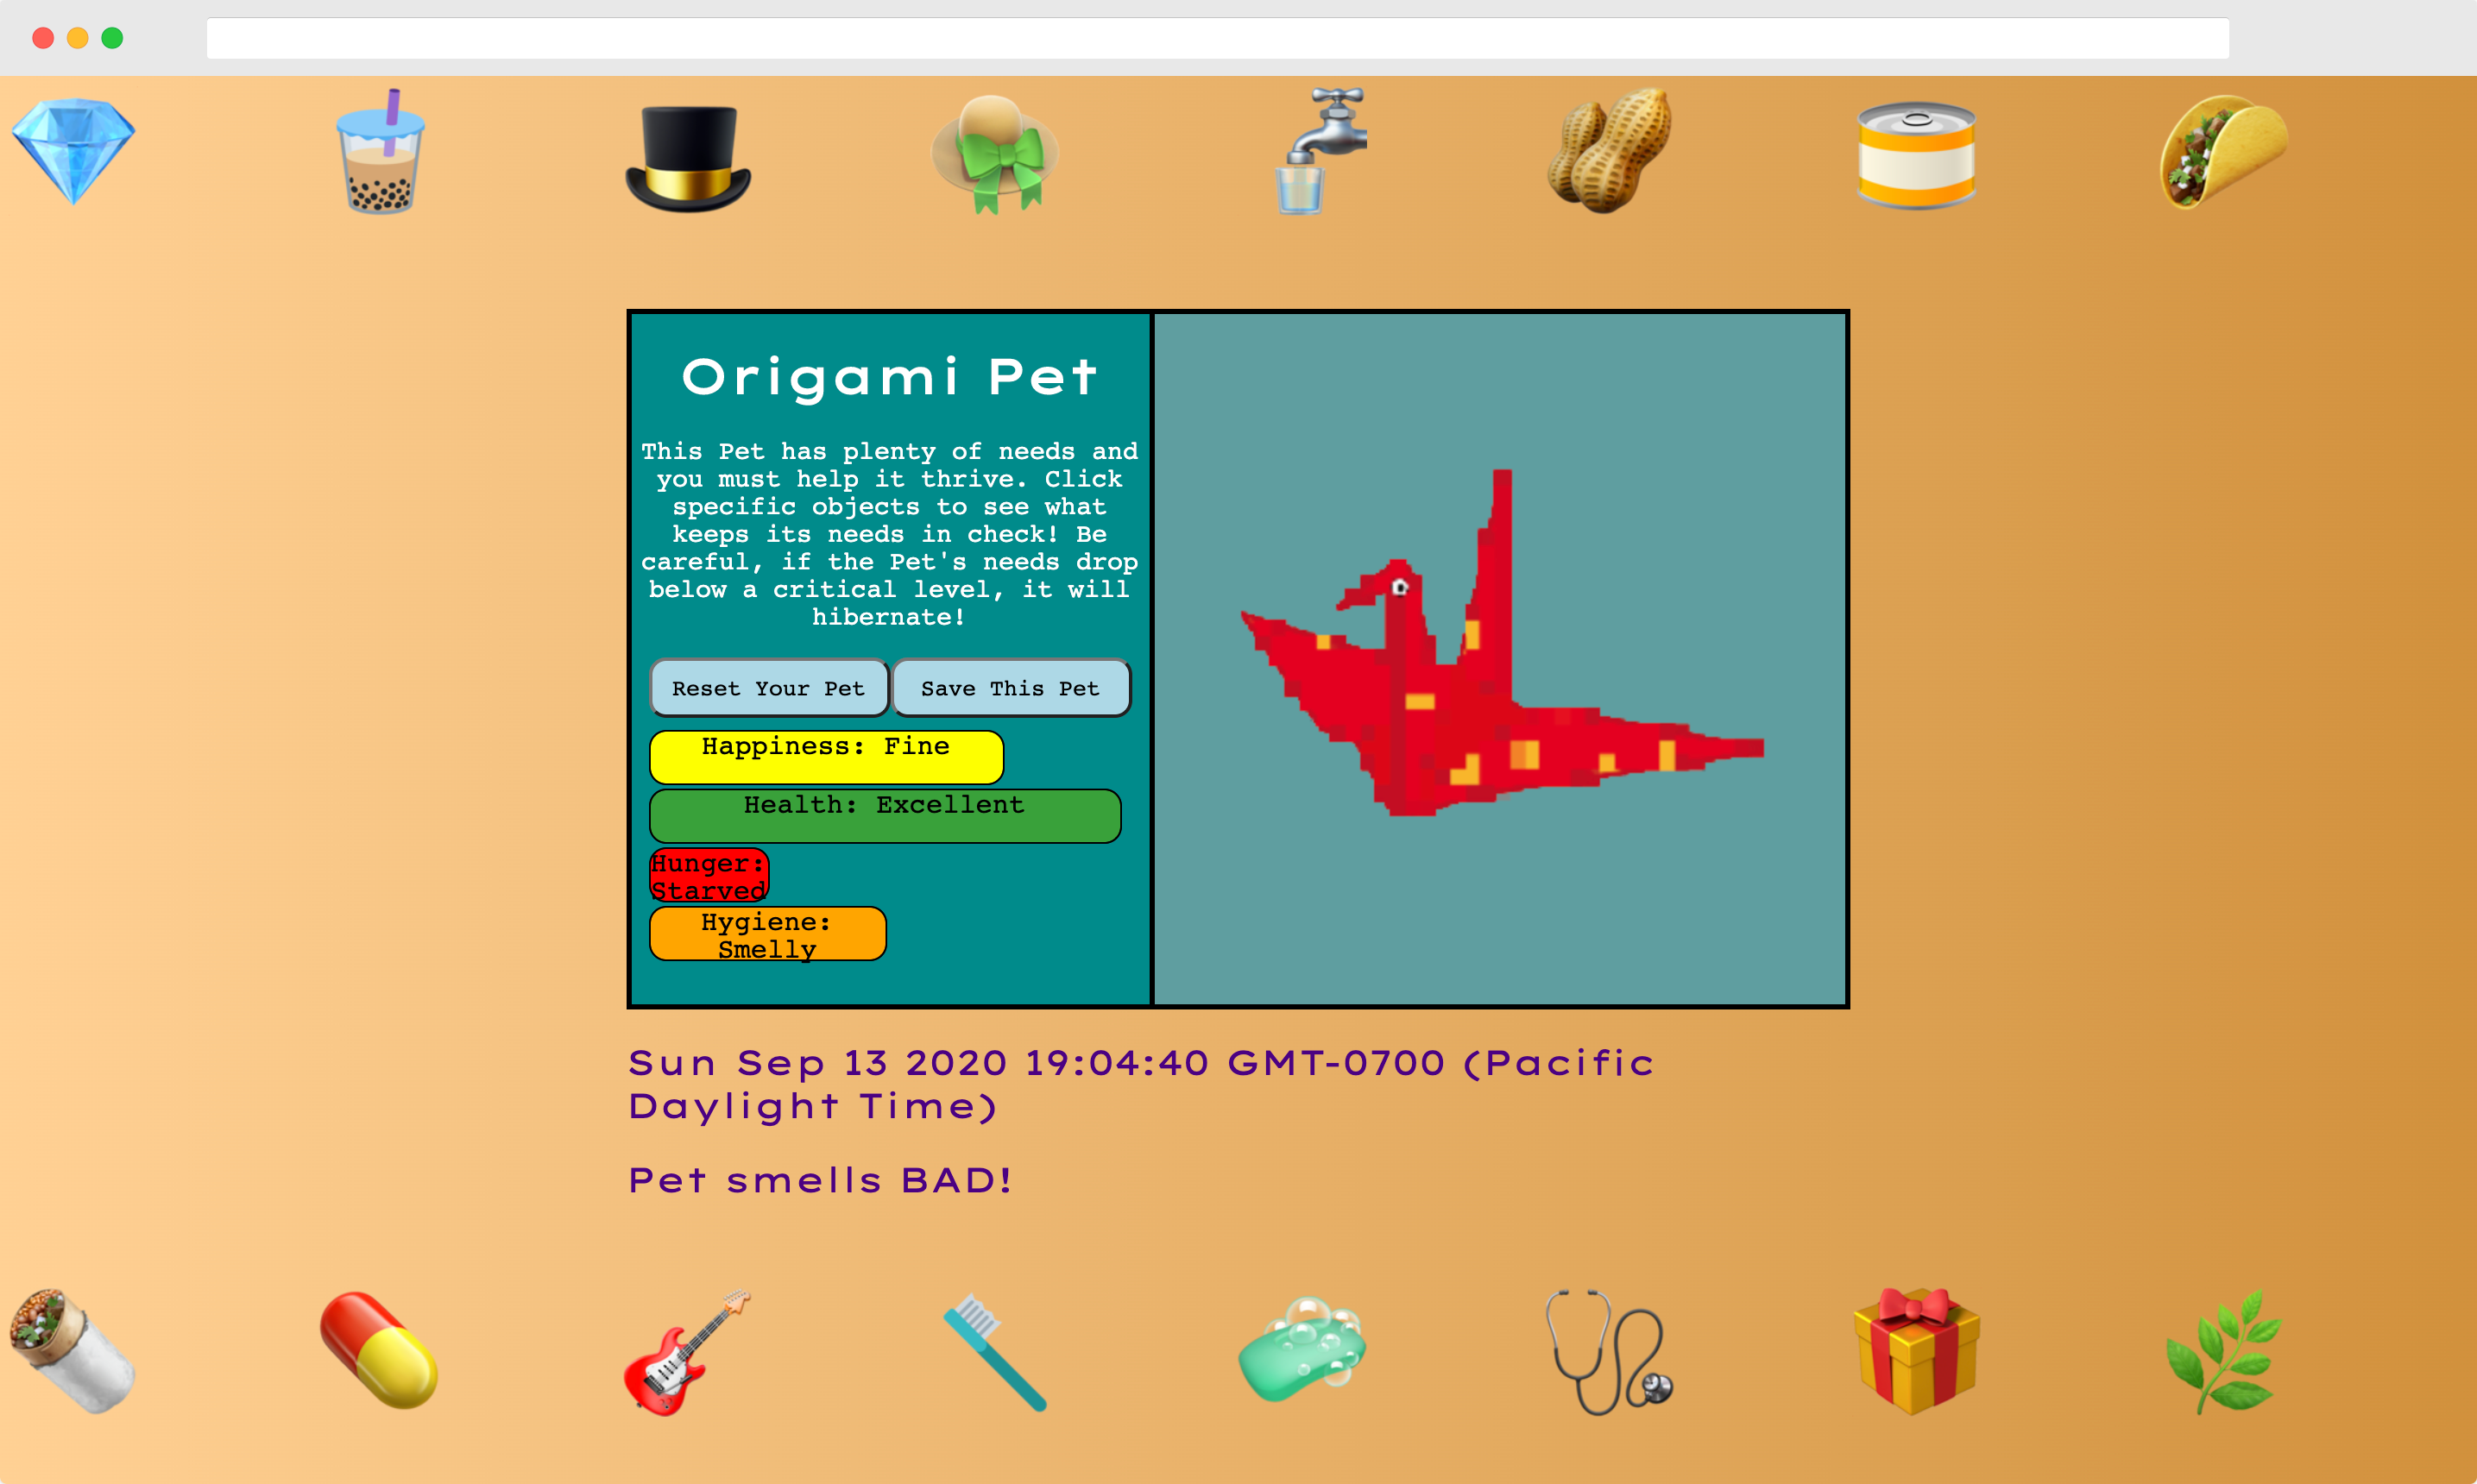 Origami Pet
This Pet has plenty of needs and
you must help it thrive. Click
specific objects to see what
keeps its needs in check! Be
careful, if the Pet's needs drop
below a critical level, it will
hibernate!
Reset Your Pet Save This Pet
Happiness: Fine
Health: Excellent
Hunger:
Starved
Hygiene:
Smelly
Sun Sep 13 2020 19:04:40 GMT-0700 (Pacific
Daylight Time)
Pet smells BAD!